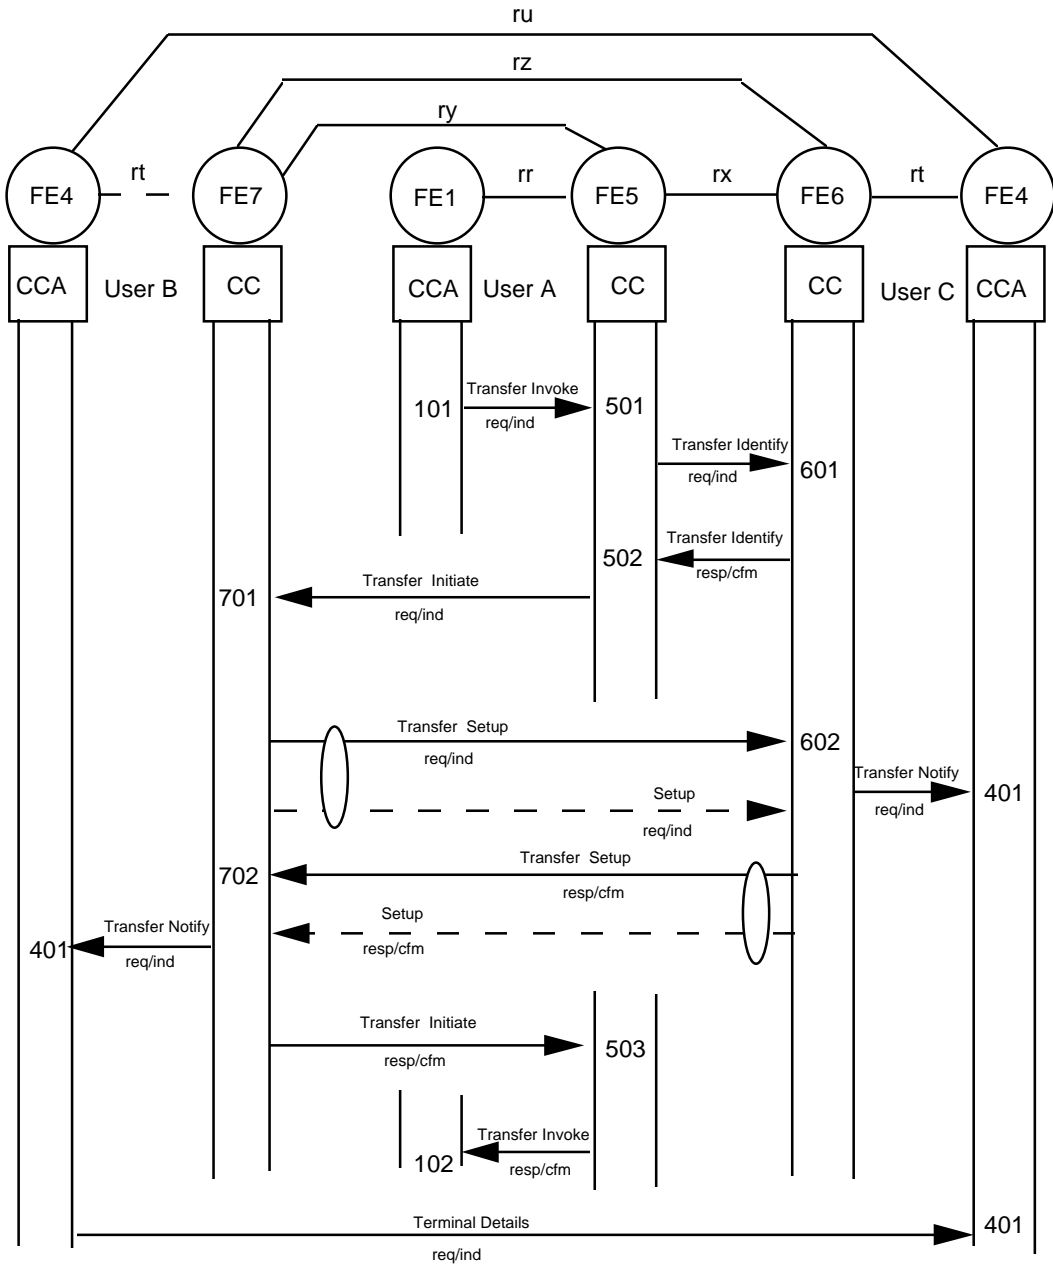 ru
rz
ry
rt
rr
rx
rt
FE4
FE7
FE1
FE5
FE6
FE4
CCA
User B
CC
CCA
User A
CC
CC
User C
CCA
Transfer Invoke
101
501
req/ind
Transfer Identify
req/ind
601
Transfer Identify
502
resp/cfm
Transfer Initiate
701
req/ind
Transfer Setup
602
req/ind
Transfer Notify
401
req/ind
Setup
req/ind
Transfer Setup
702
resp/cfm
Setup
resp/cfm
Transfer Notify
401
req/ind
Transfer Initiate
503
resp/cfm
Transfer Invoke
102
resp/cfm
Terminal Details
401
req/ind